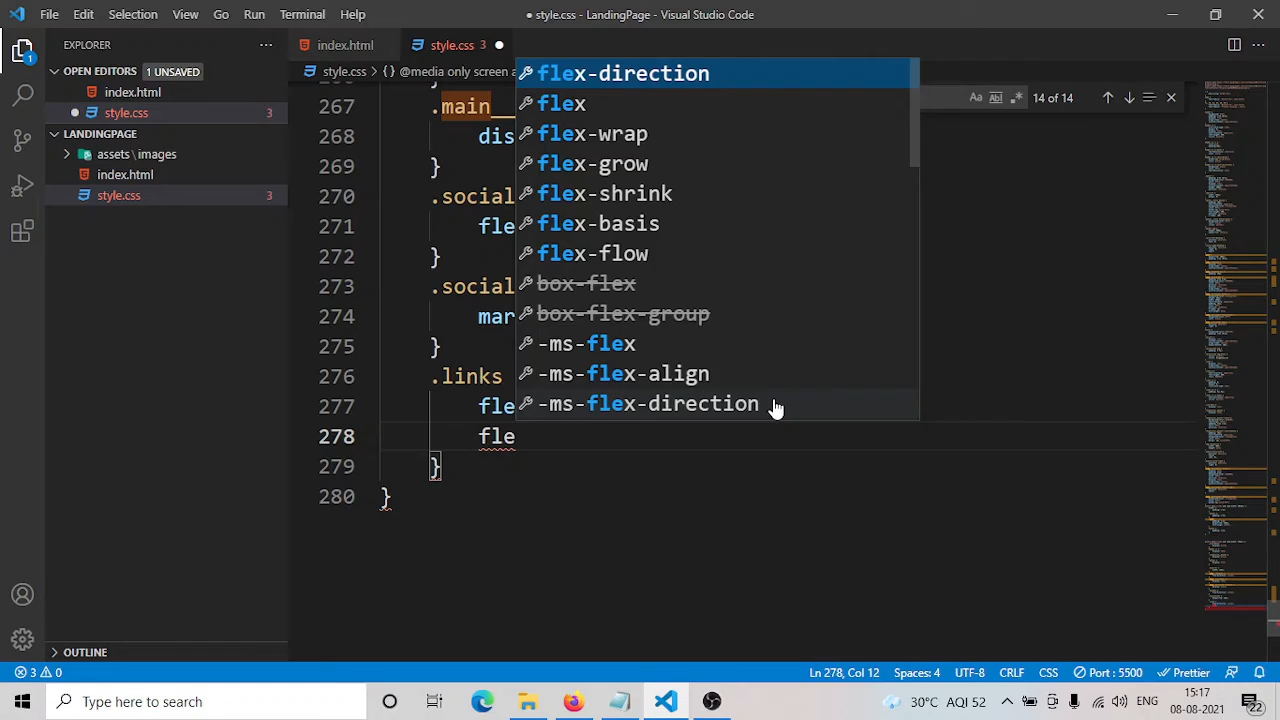 File Edit Selection View Go Run Terminal Help
style.css - LandingPage - Visual Studio Code
EXPLORER
index.html
style.css 3
OPEN EDITORS 1 UNSAVED
index.html
style.css 3
LANDINGPAGE
assets\images
index.html
style.css 3
OUTLINE
1
style.css > {} @media only screen a
267
main
268 dis
269 }
270 .social
271 fle
272 }
273 .social
274 mar
275 }
276 .links
277 fle
278 fle
279 }
280 }
flex-direction
flex
flex-wrap
flex-grow
flex-shrink
flex-basis
flex-flow
box-flex
box-flex-group
-ms-flex
-ms-flex-align
-ms-flex-direction
3 0
Ln 278, Col 12 Spaces: 4 UTF-8 CRLF CSS Port : 5500 Prettier
Type here to search
30°C AQI 52
15:17
08-08-2021
22